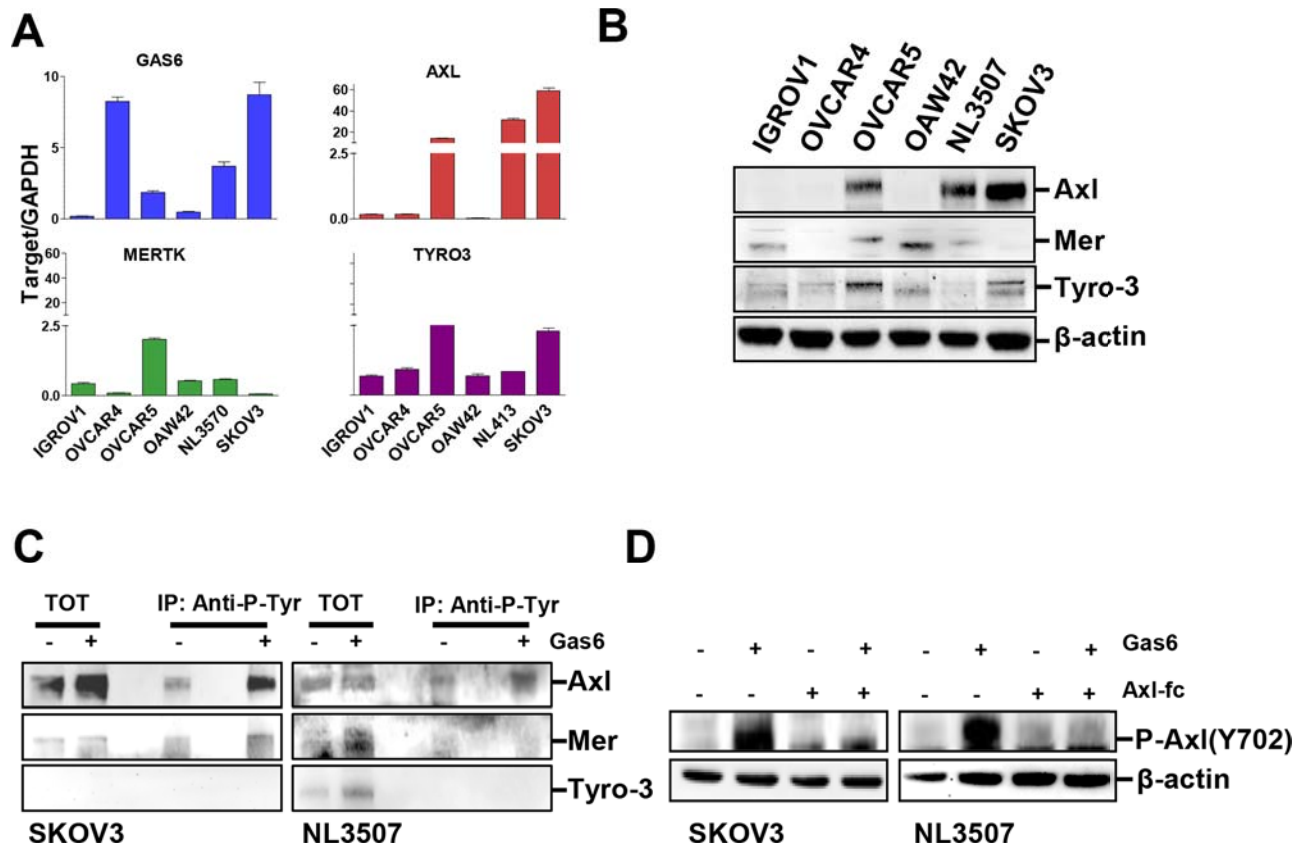 A
GAS6
10
5
0
AXL
60
40
20
2.5
0.0
Target/GAPDH
MERTK
60
40
20
2.5
0.0
IGROV1
OVCAR4
OVCAR5
OAW42
NL3570
SKOV3
TYRO3
IGROV1
OVCAR4
OVCAR5
OAW42
NL413
SKOV3
B
IGROV1
OVCAR4
OVCAR5
OAW42
NL3507
SKOV3
Axl
Mer
Tyro-3
β-actin
C
TOT IP: Anti-P-Tyr TOT IP: Anti-P-Tyr
- + - + - + - + Gas6
Axl
Mer
Tyro-3
SKOV3 NL3507
D
- + - + - + - + Gas6
- - + + - - + + Axl-fc
P-Axl(Y702)
β-actin
SKOV3 NL3507